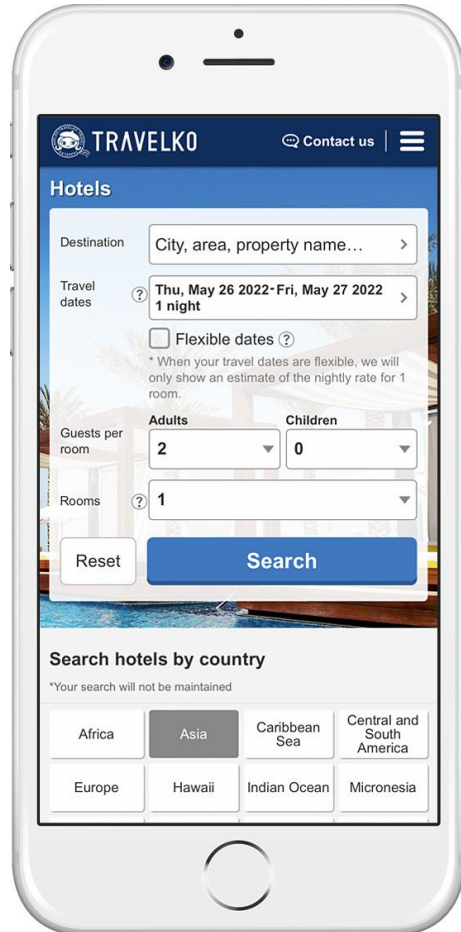 TRAVELKO
Contact us
Hotels
Destination
City, area, property name…
Travel
dates
?
Thu, May 26 2022-Fri, May 27 2022
1 night
Flexible dates ?
* When your travel dates are flexible, we will
only show an estimate of the nightly rate for 1
room.
Guests per
room
Adults
2
Children
0
Rooms
?
1
Reset
Search
Search hotels by country
*Your search will not be maintained
Africa
Asia
Caribbean
Sea
Central and
South
America
Europe
Hawaii
Indian Ocean
Micronesia